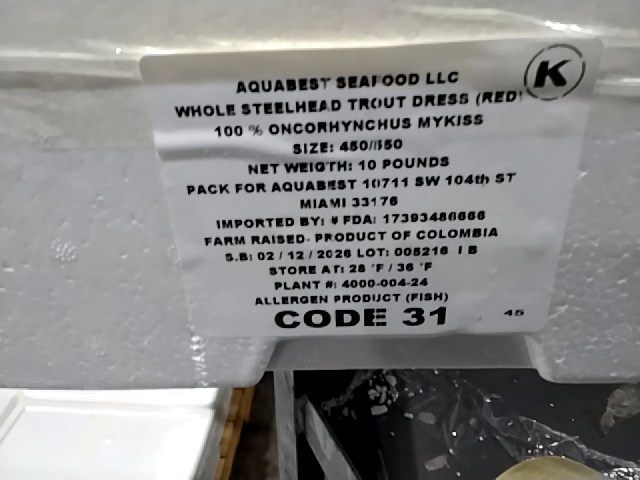 AQUABEST SEAFOOD LLC
K
WHOLE STEELHEAD TROUT DRESS (RED)
100 % ONCORHYNCHUS MYKISS
SIZE: 450/550
NET WEIGTH: 10 POUNDS
PACK FOR AQUABEST 10711 SW 104th ST
MIAMI 33176
IMPORTED BY: # FDA: 17393486666
FARM RAISED- PRODUCT OF COLOMBIA
S.B: 02 / 12 / 2026 LOT: 005216 I B
STORE AT: 28 °F / 36 °F
PLANT #: 4000-004-24
ALLERGEN PRODUCT (FISH)
CODE 31 45